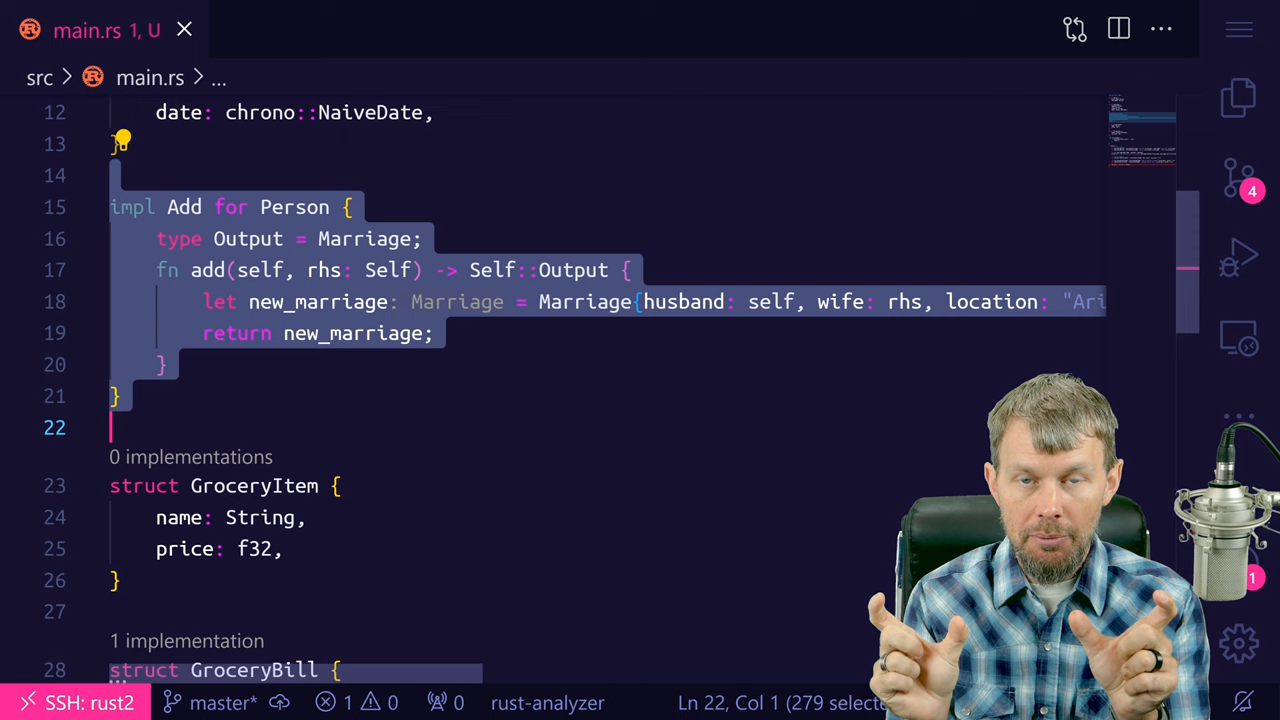 main.rs 1, U
src > main.rs > ...
12 date: chrono::NaiveDate,
13 }
14
15 impl Add for Person {
16 type Output = Marriage;
17 fn add(self, rhs: Self) -> Self::Output {
18 let new_marriage: Marriage = Marriage{husband: self, wife: rhs, location: "Ari
19 return new_marriage;
20 }
21 }
22
0 implementations
23 struct GroceryItem {
24 name: String,
25 price: f32,
26 }
27
1 implementation
28 struct GroceryBill {
4
1
SSH: rust2 master* 1 0 0 rust-analyzer Ln 22, Col 1 (279 selecte